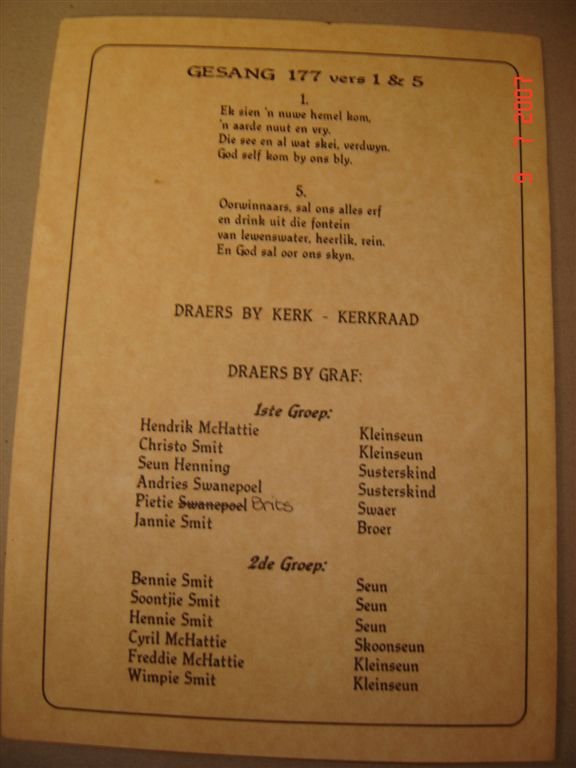 GESANG 177 vers 1 & 5
1.
Ek sien 'n nuwe hemel kom,
'n aarde nuut en vry.
Die see en al wat skei, verdwyn.
God self kom by ons bly.
5.
Oorwinnaars, sal ons alles erf
en drink uit die fontein
van lewenswater, heerlik, rein.
En God sal oor ons skyn.
DRAERS BY KERK - KERKRAAD
DRAERS BY GRAF:
1ste Groep:
Hendrik McHattie Kleinseun
Christo Smit Kleinseun
Seun Henning Susterskind
Andries Swanepoel Susterskind
Pietie Swanepoel Brits Swaer
Jannie Smit Broer
2de Groep:
Bennie Smit Seun
Soontjie Smit Seun
Hennie Smit Seun
Cyril McHattie Skoonseun
Freddie McHattie Kleinseun
Wimpie Smit Kleinseun
9 7 2007